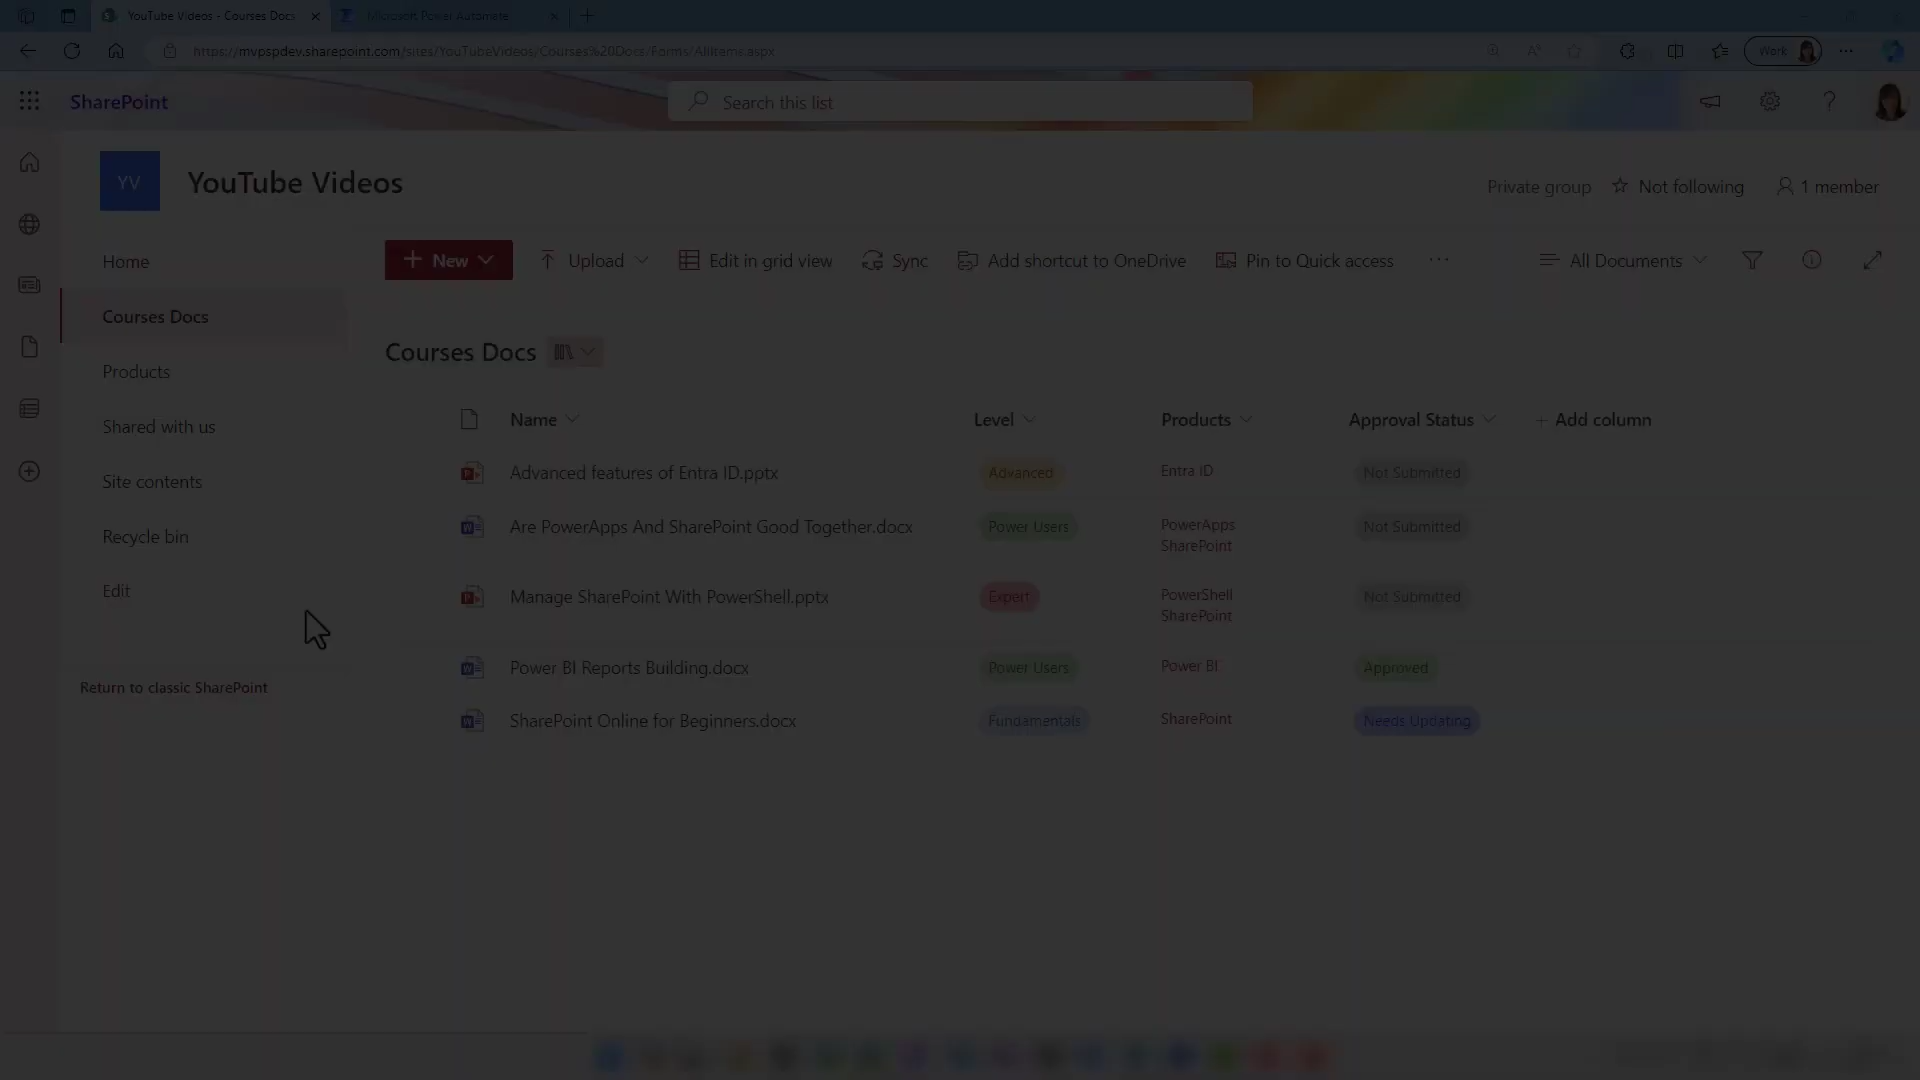 YouTube Videos - Courses Docs
Microsoft Power Automate
https://mvpspdev.sharepoint.com/sites/YouTubeVideos/Courses%20Docs/Forms/AllItems.aspx
Work
SharePoint
Search this list
YV
YouTube Videos
Private group
Not following
1 member
Home
Courses Docs
Products
Shared with us
Site contents
Recycle bin
Edit
Return to classic SharePoint
New
Upload
Edit in grid view
Sync
Add shortcut to OneDrive
Pin to Quick access
All Documents
Courses Docs
Name
Level
Products
Approval Status
Add column
Advanced features of Entra ID.pptx
Advanced
Entra ID
Not Submitted
Are PowerApps And SharePoint Good Together.docx
Power Users
PowerApps
SharePoint
Not Submitted
Manage SharePoint With PowerShell.pptx
Expert
PowerShell
SharePoint
Not Submitted
Power BI Reports Building.docx
Power Users
Power BI
Approved
SharePoint Online for Beginners.docx
Fundamentals
SharePoint
Needs Updating